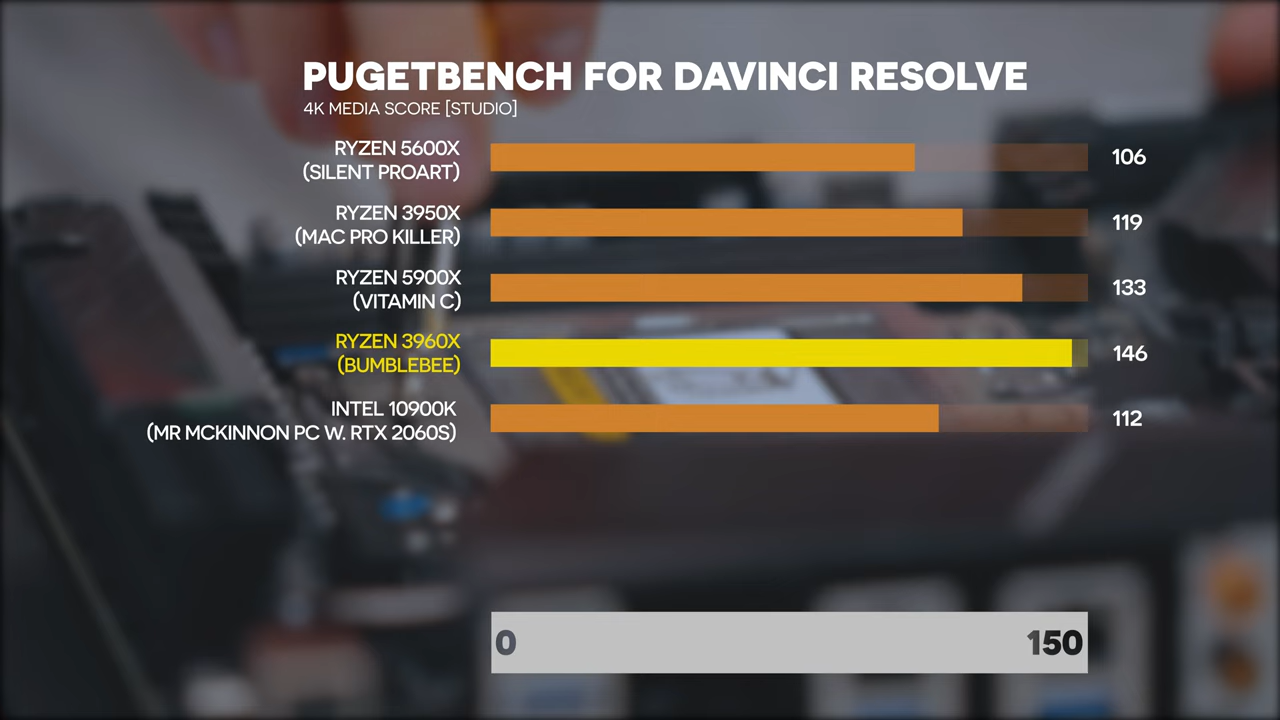 PUGETBENCH FOR DAVINCI RESOLVE
4K MEDIA SCORE [STUDIO]
RYZEN 5600X
(SILENT PROART)
106
RYZEN 3950X
(MAC PRO KILLER)
119
RYZEN 5900X
(VITAMIN C)
133
RYZEN 3960X
(BUMBLEBEE)
146
INTEL 10900K
(MR MCKINNON PC W. RTX 2060S)
112
0 150